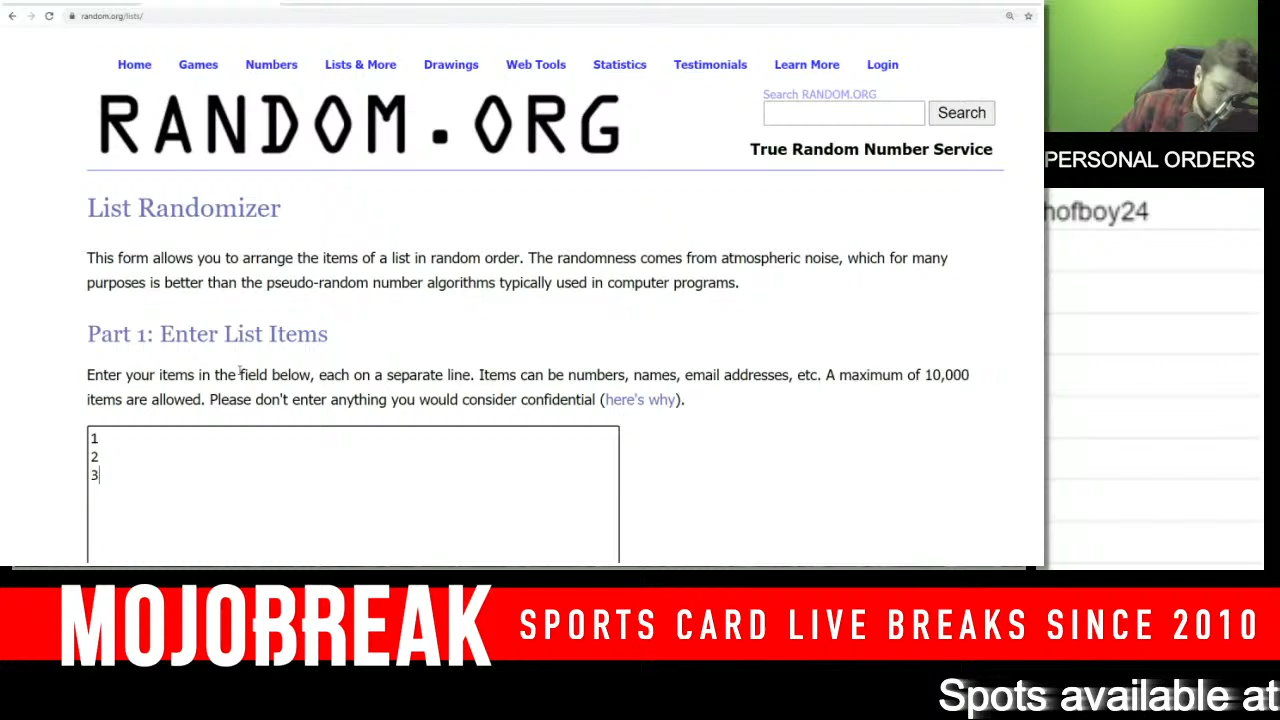 random.org/lists/
Home Games Numbers Lists & More Drawings Web Tools Statistics Testimonials Learn More Login
RANDOM.ORG
Search RANDOM.ORG
Search
True Random Number Service
List Randomizer
This form allows you to arrange the items of a list in random order. The randomness comes from atmospheric noise, which for many
purposes is better than the pseudo-random number algorithms typically used in computer programs.
Part 1: Enter List Items
Enter your items in the field below, each on a separate line. Items can be numbers, names, email addresses, etc. A maximum of 10,000
items are allowed. Please don't enter anything you would consider confidential (here's why).
1
2
3
PERSONAL ORDERS
hofboy24
MOJOBREAK
SPORTS CARD LIVE BREAKS SINCE 2010
Spots available at